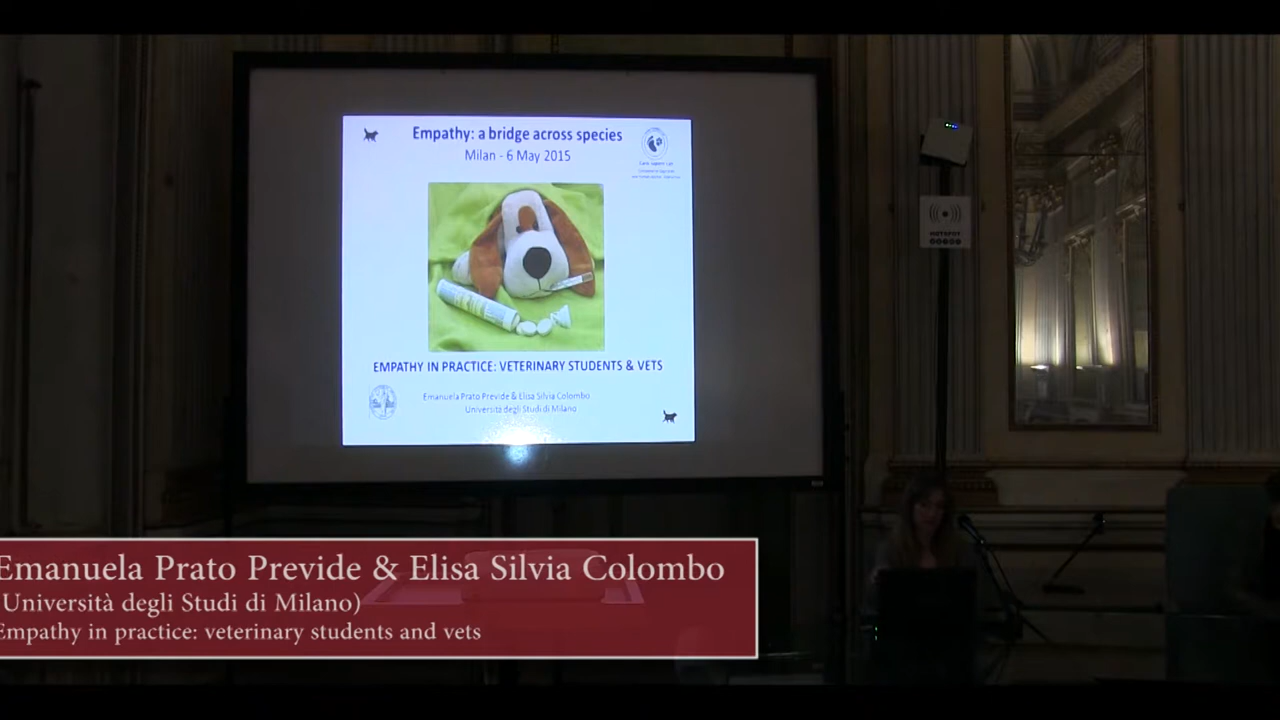 Empathy: a bridge across species
Milan - 6 May 2015
EMPATHY IN PRACTICE: VETERINARY STUDENTS & VETS
Emanuela Prato Previde & Elisa Silvia Colombo
Università degli Studi di Milano
HOTSPOT
Emanuela Prato Previde & Elisa Silvia Colombo
Università degli Studi di Milano)
Empathy in practice: veterinary students and vets